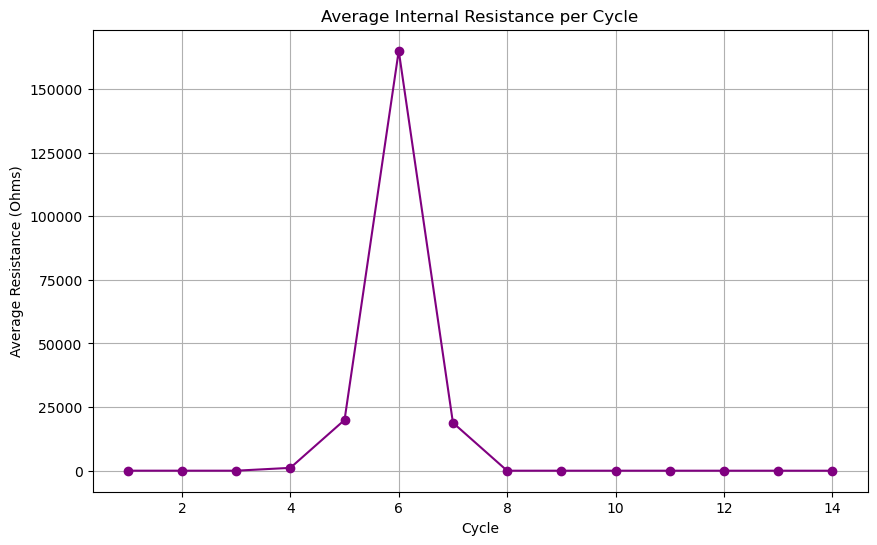 Average Internal Resistance per Cycle
Average Resistance (Ohms)
150000
125000
100000
75000
50000
25000
0
2 4 6 8 10 12 14
Cycle